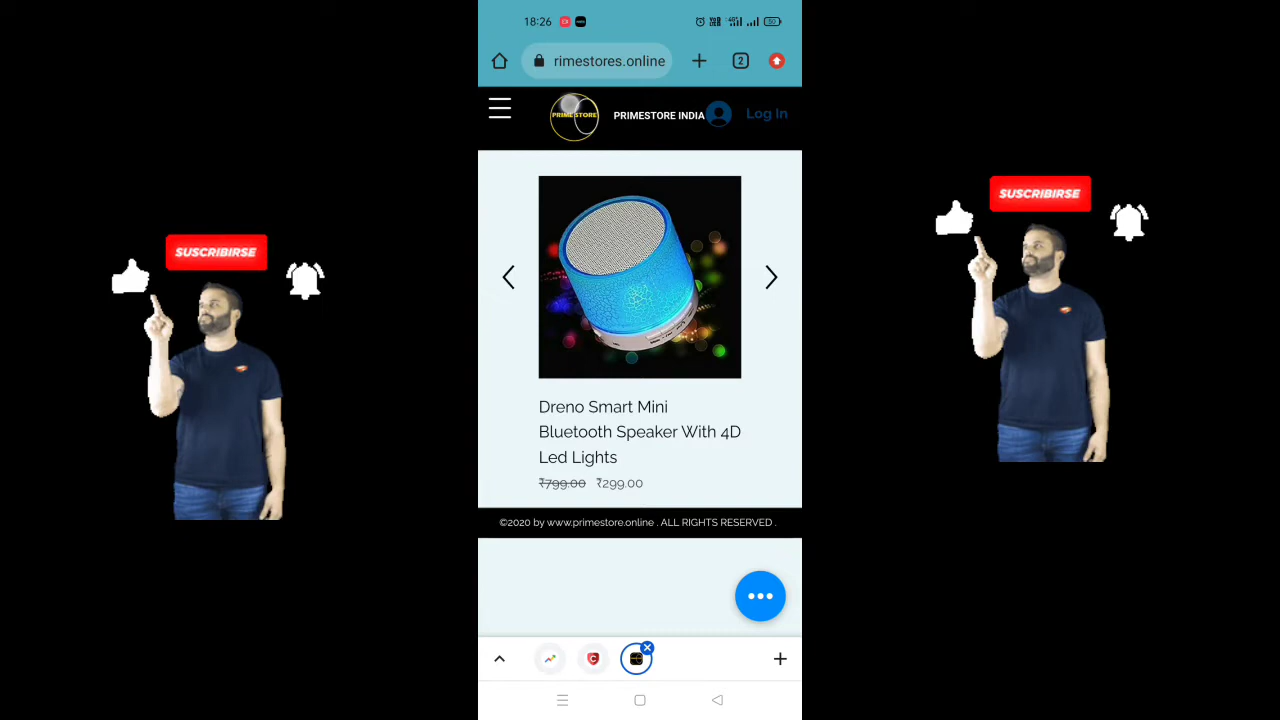 18:26
50
rimestores.online
2
PRIME STORE
PRIMESTORE INDIA
Log In
SUSCRIBIRSE
SUSCRIBIRSE
Dreno Smart Mini
Bluetooth Speaker With 4D
Led Lights
₹799.00 ₹299.00
©2020 by www.primestore.online . ALL RIGHTS RESERVED .